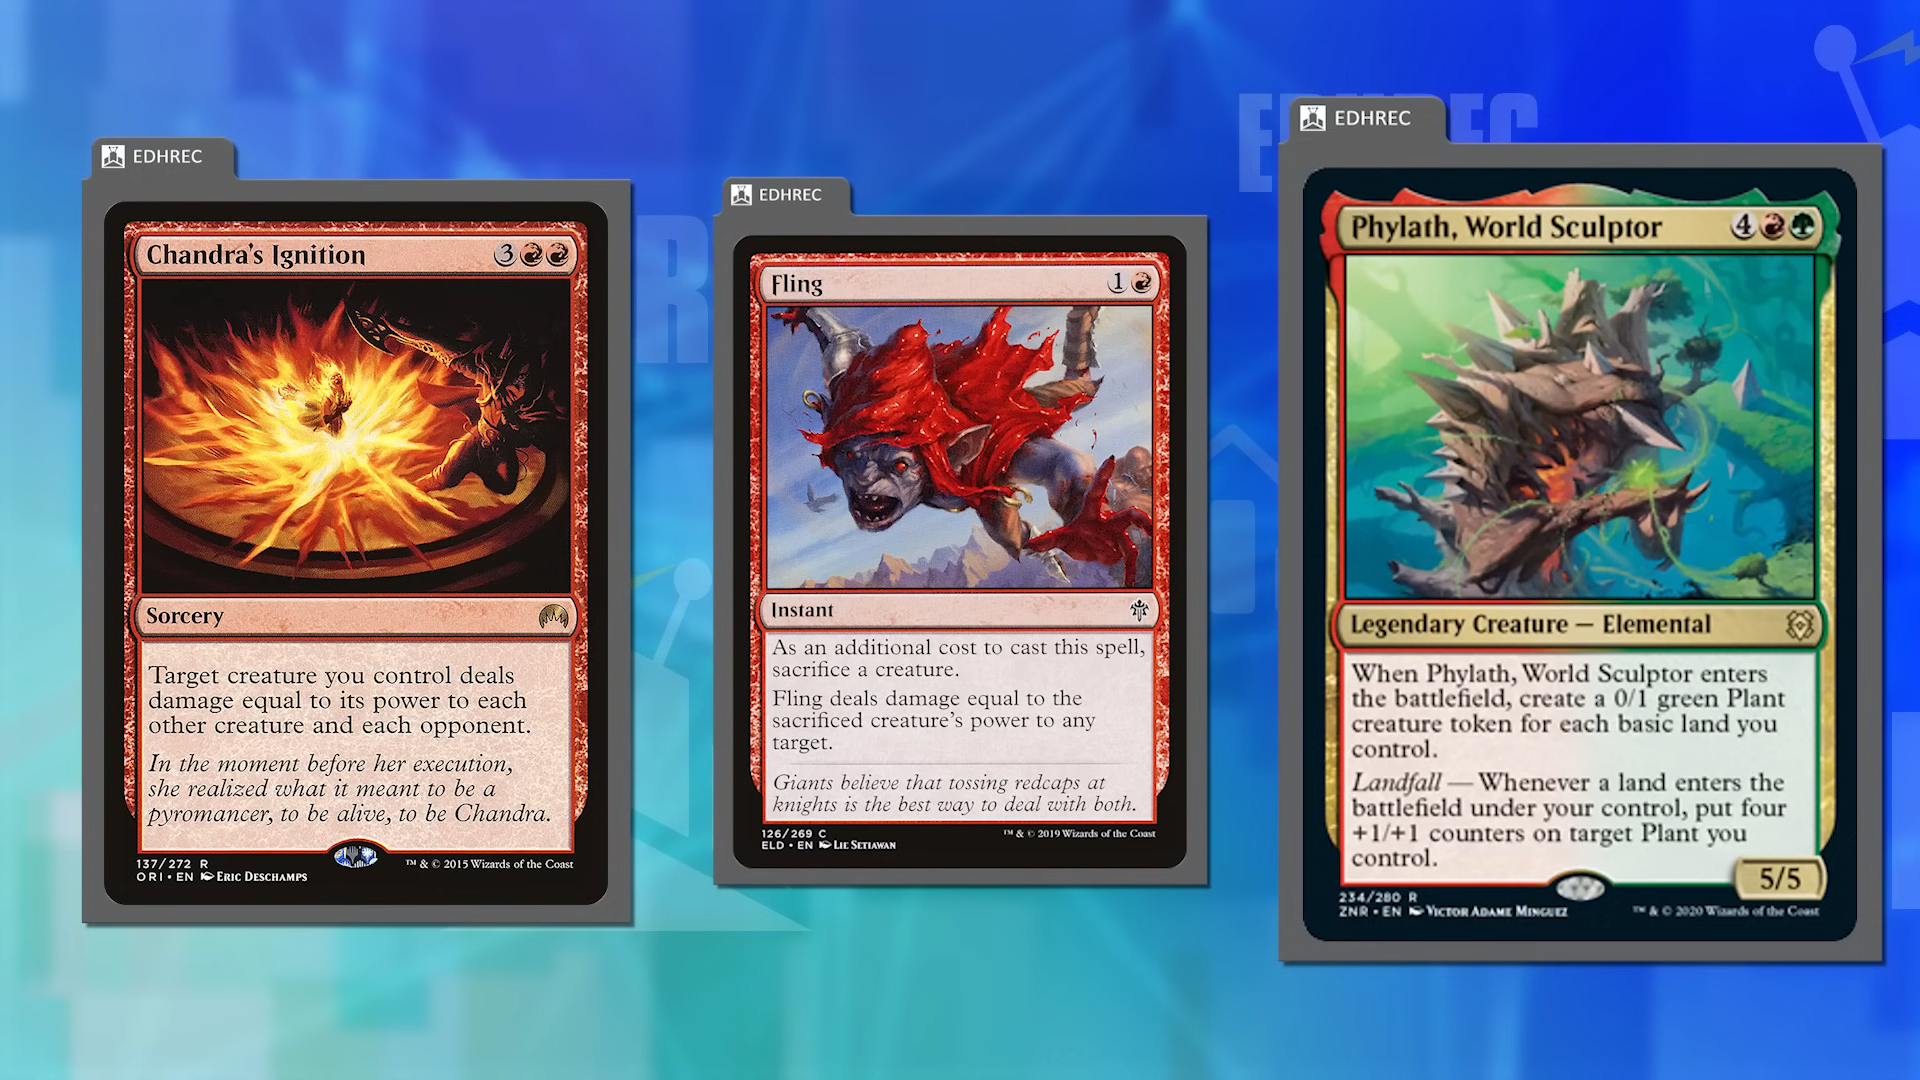 EDHREC
Chandra's Ignition 3
Sorcery
Target creature you control deals
damage equal to its power to each
other creature and each opponent.
In the moment before her execution,
she realized what it meant to be a
pyromancer, to be alive, to be Chandra.
137/272 R
ORI • EN Eric Deschamps
™ & © 2015 Wizards of the Coast
EDHREC
Fling 1
Instant
As an additional cost to cast this spell,
sacrifice a creature.
Fling deals damage equal to the
sacrificed creature's power to any
target.
Giants believe that tossing redcaps at
knights is the best way to deal with both.
126/269 C
ELD • EN Lie Setiawan
™ & © 2019 Wizards of the Coast
EDHREC
EDHREC
Phylath, World Sculptor 4
Legendary Creature — Elemental
When Phylath, World Sculptor enters
the battlefield, create a 0/1 green Plant
creature token for each basic land you
control.
Landfall — Whenever a land enters the
battlefield under your control, put four
+1/+1 counters on target Plant you
control.
5/5
234/280 R
ZNR • EN Victor Adame Minguez
™ & © 2020 Wizards of the Coast